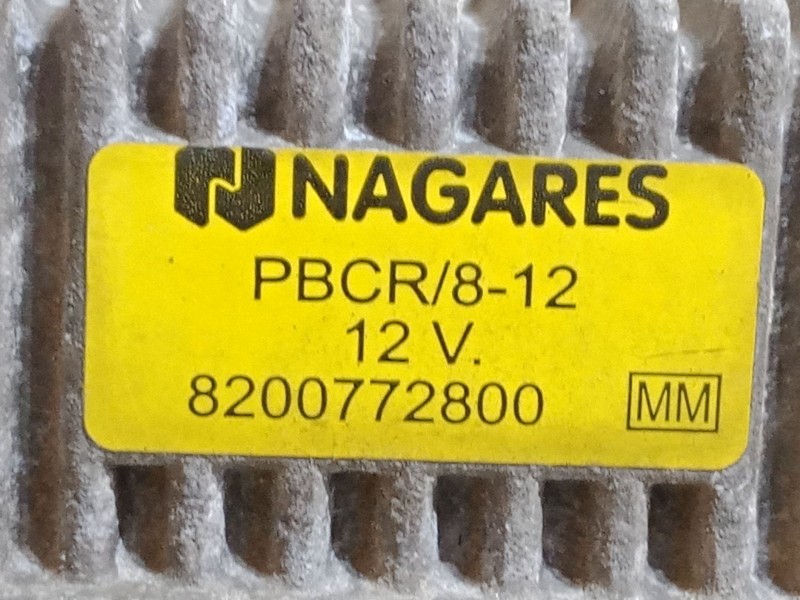 NAGARES
PBCR/8-12
12 V.
8200772800
MM